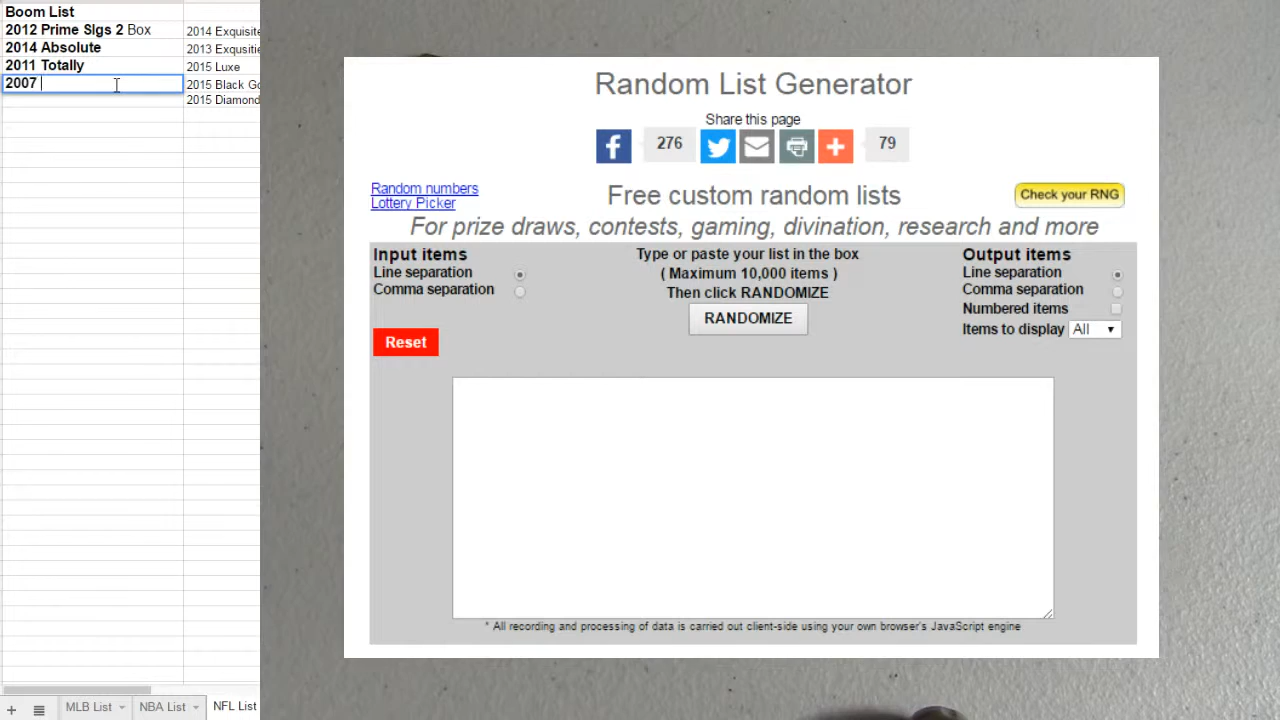 Boom List
2012 Prime SIgs 2 Box
2014 Absolute
2011 Totally
2007
2014 Exquisite
2013 Exqusitie
2015 Luxe
2015 Black Go
2015 Diamond
MLB List
NBA List
NFL List
Random List Generator
Share this page
276
79
Random numbers
Lottery Picker
Free custom random lists
Check your RNG
For prize draws, contests, gaming, divination, research and more
Input items
Line separation
Comma separation
Reset
Type or paste your list in the box
( Maximum 10,000 items )
Then click RANDOMIZE
RANDOMIZE
Output items
Line separation
Comma separation
Numbered items
Items to display All
* All recording and processing of data is carried out client-side using your own browser's JavaScript engine